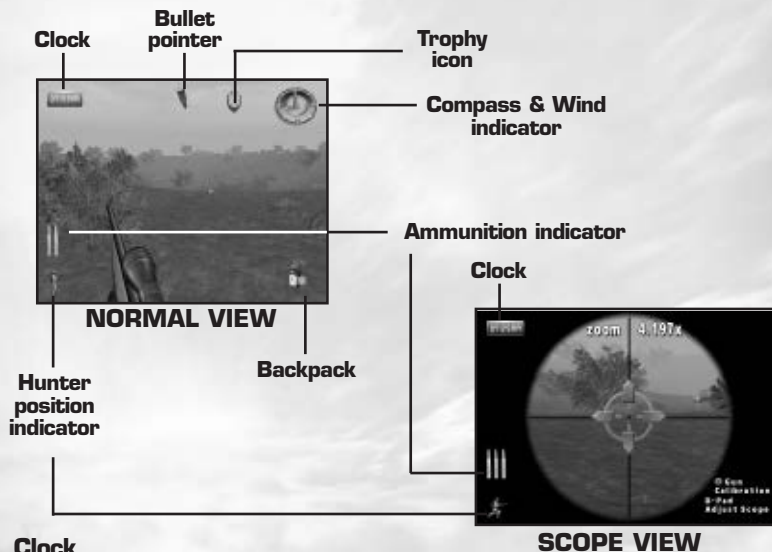 Clock
Bullet
pointer
Trophy
icon
Compass & Wind
indicator
Ammunition indicator
Clock
NORMAL VIEW
Backpack
zoom 4.197x
Hunter
position
indicator
Gun
Calibration
D-Pad
Adjust Scope
SCOPE VIEW
Clock